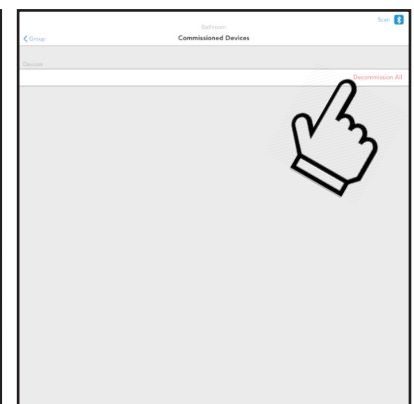 Scan
Bathroom
Group
Commissioned Devices
Devices
Decommission All